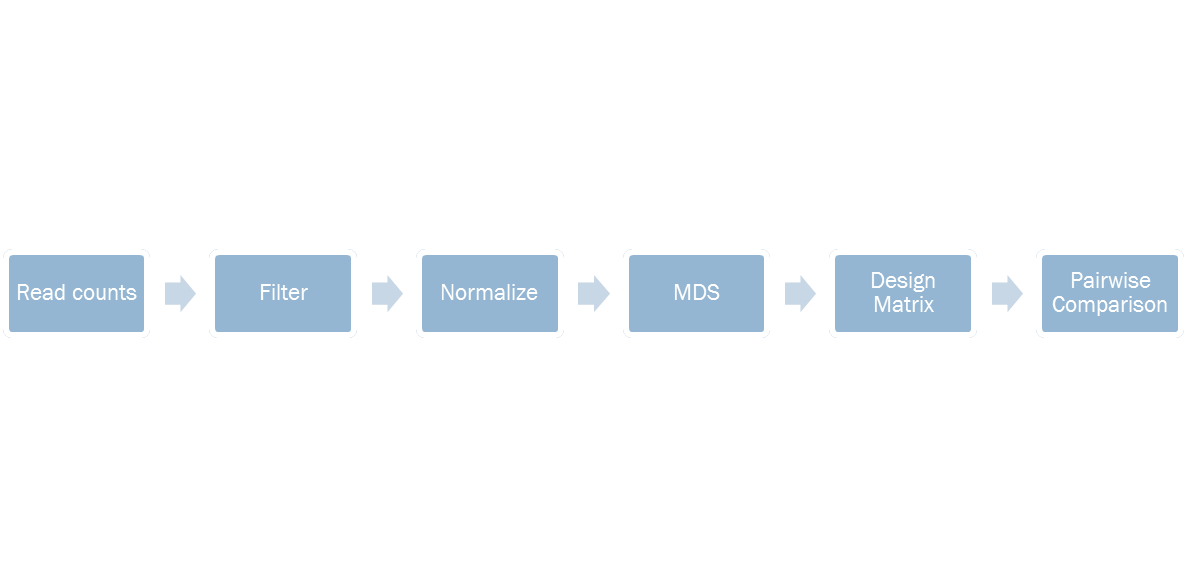 Read counts
Filter
Normalize
MDS
Design
Matrix
Pairwise
Comparison